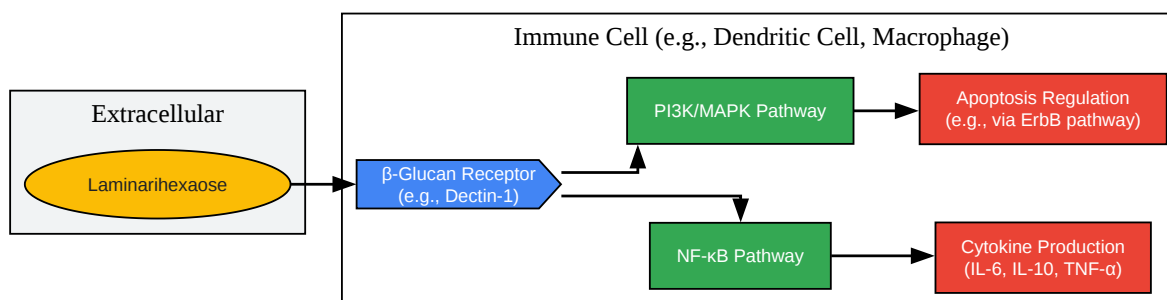 Immune Cell (e.g., Dendritic Cell, Macrophage)
Extracellular
Laminarihexaose
β-Glucan Receptor
(e.g., Dectin-1)
PI3K/MAPK Pathway
Apoptosis Regulation
(e.g., via ErbB pathway)
NF-κB Pathway
Cytokine Production
(IL-6, IL-10, TNF-α)